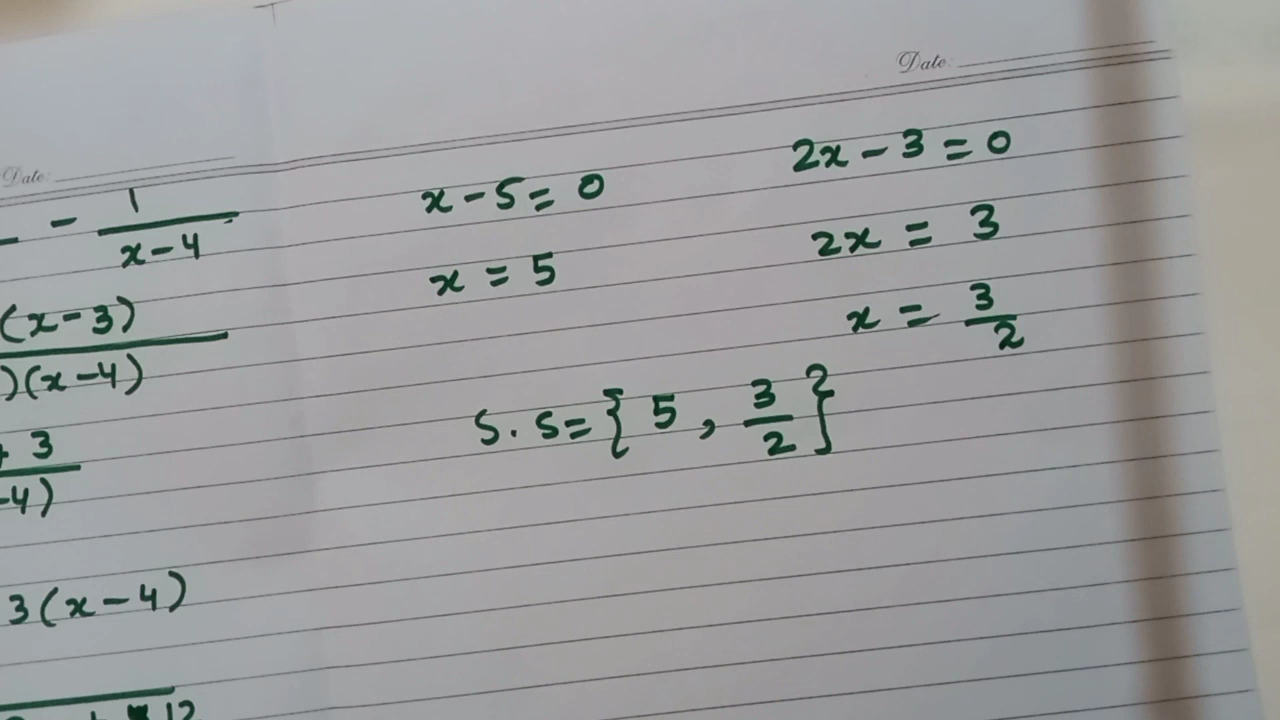 Date:
- 1/(x-4)
(x-3)
)(x-4)
+ 3
-4)
3(x-4)
12
Date:
x-5=0
x=5
2x-3=0
2x = 3
x = 3/2
S.S={5, 3/2}